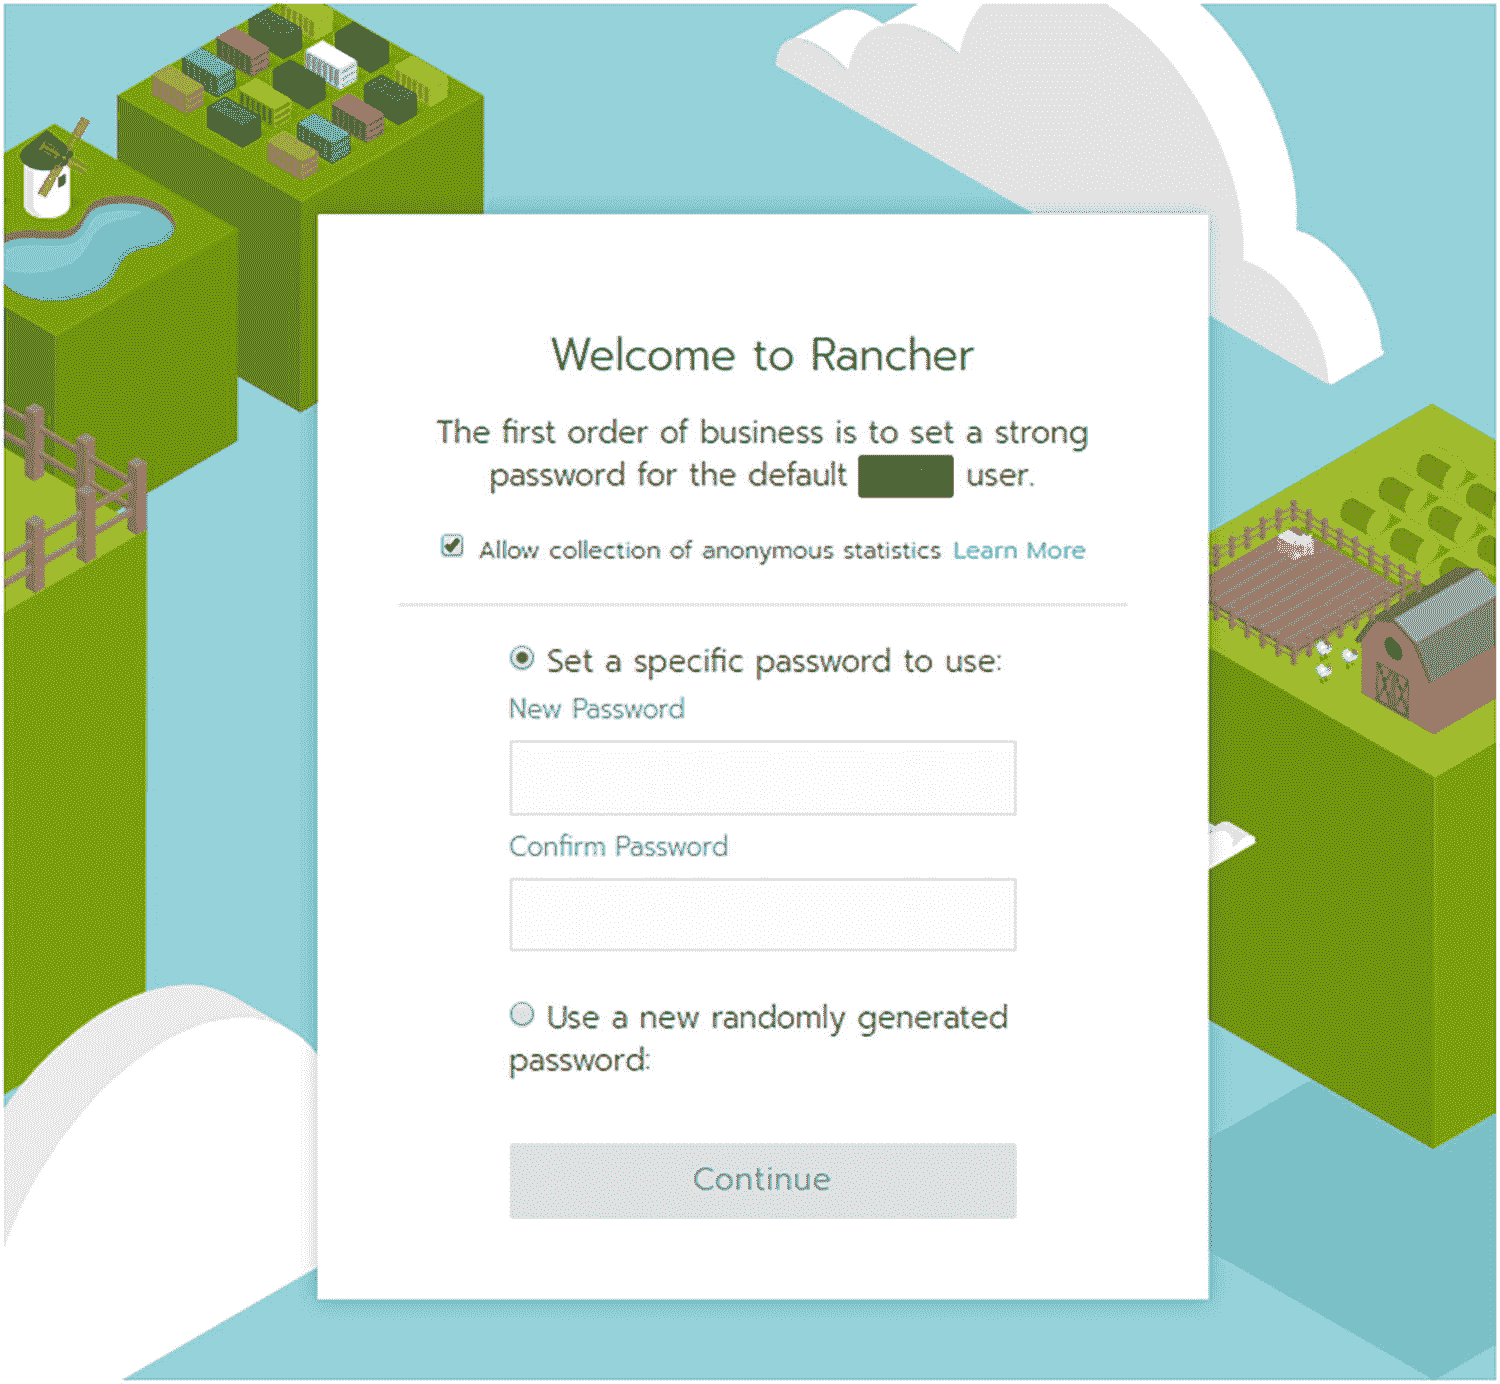 Welcome to Rancher
The first order of business is to set a strong
password for the default user.
Allow collection of anonymous statistics Learn More
Set a specific password to use:
New Password
Confirm Password
Use a new randomly generated
password:
Continue